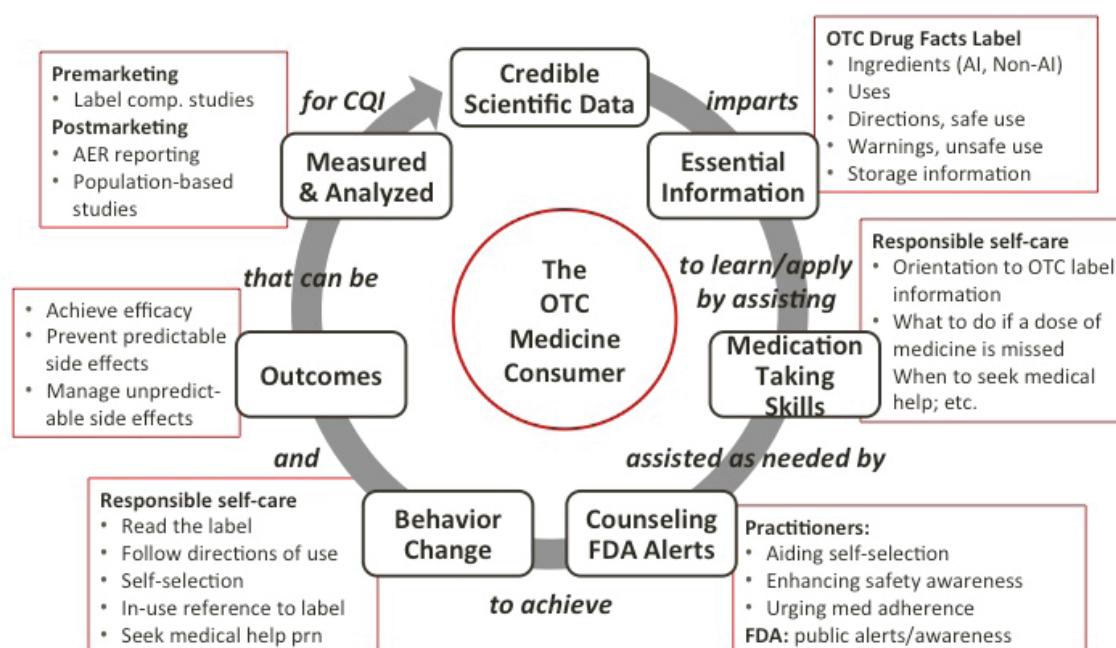 Credible
Scientific Data
imparts
OTC Drug Facts Label
• Ingredients (AI, Non-AI)
• Uses
• Directions, safe use
• Warnings, unsafe use
• Storage information
Essential
Information
to learn/apply
by assisting
Responsible self-care
• Orientation to OTC label
information
• What to do if a dose of
medicine is missed
When to seek medical
help; etc.
Medication
Taking
Skills
assisted as needed by
Counseling
FDA Alerts
Practitioners:
• Aiding self-selection
• Enhancing safety awareness
• Urging med adherence
FDA: public alerts/awareness
to achieve
Behavior
Change
Responsible self-care
• Read the label
• Follow directions of use
• Self-selection
• In-use reference to label
• Seek medical help prn
and
Outcomes
• Achieve efficacy
• Prevent predictable
side effects
• Manage unpredict-
able side effects
that can be
Measured
& Analyzed
Premarketing
• Label comp. studies
Postmarketing
• AER reporting
• Population-based
studies
for CQI
The
OTC
Medicine
Consumer